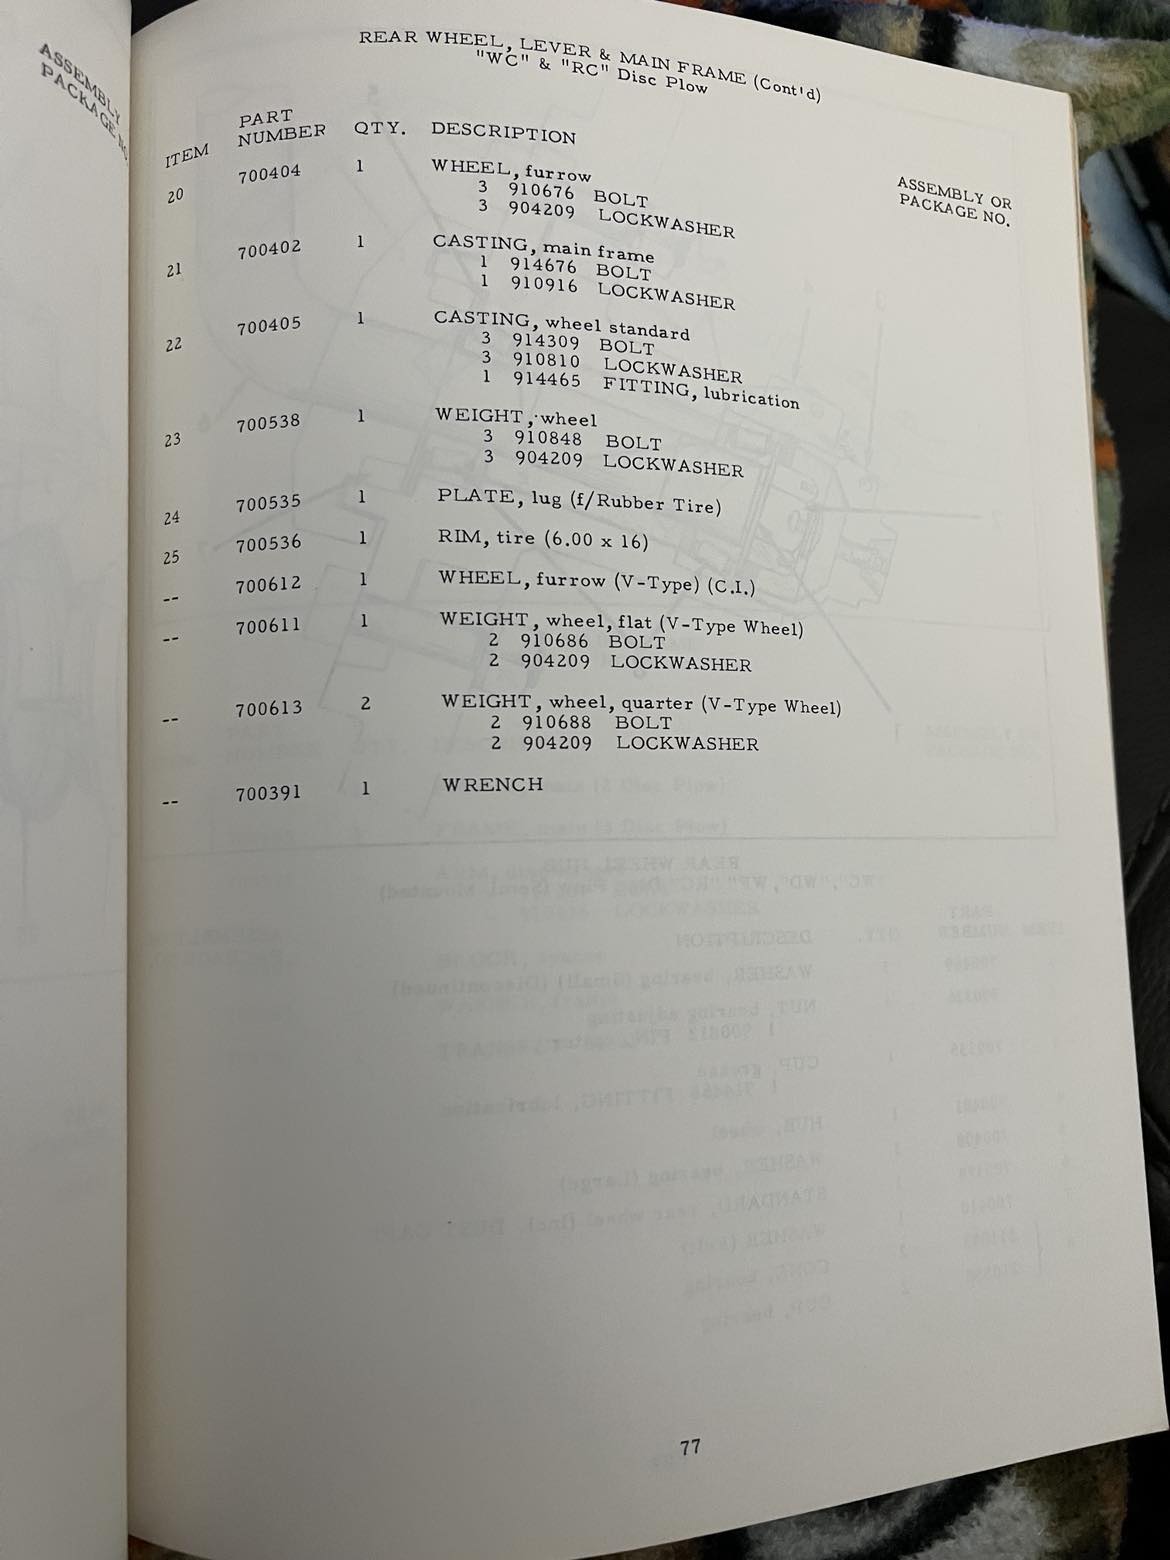 ASSEMBLY
PACKAGE NO
REAR WHEEL, LEVER & MAIN FRAME (Cont'd)
"WC" & "RC" Disc Plow
ITEM PART NUMBER QTY. DESCRIPTION ASSEMBLY OR PACKAGE NO.
20 700404 1 WHEEL, furrow
3 910676 BOLT
3 904209 LOCKWASHER
21 700402 1 CASTING, main frame
1 914676 BOLT
1 910916 LOCKWASHER
22 700405 1 CASTING, wheel standard
3 914309 BOLT
3 910810 LOCKWASHER
1 914465 FITTING, lubrication
23 700538 1 WEIGHT, wheel
3 910848 BOLT
3 904209 LOCKWASHER
24 700535 1 PLATE, lug (f/Rubber Tire)
25 700536 1 RIM, tire (6.00 x 16)
-- 700612 1 WHEEL, furrow (V-Type) (C.I.)
-- 700611 1 WEIGHT, wheel, flat (V-Type Wheel)
2 910686 BOLT
2 904209 LOCKWASHER
-- 700613 2 WEIGHT, wheel, quarter (V-Type Wheel)
2 910688 BOLT
2 904209 LOCKWASHER
-- 700391 1 WRENCH
77